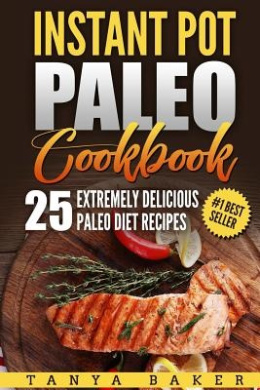 INSTANT POT
PALEO
Cookbook
25 EXTREMELY DELICIOUS
PALEO DIET RECIPES
#1 BEST
SELLER
TANYA BAKER